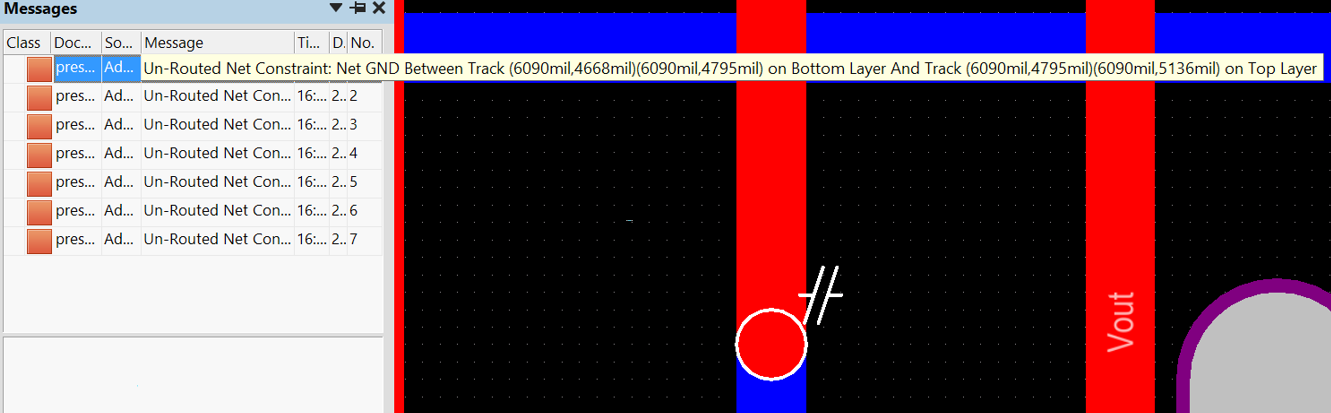 Messages
Class Doc... So... Message Ti... D. No.
pres... Ad... Un-Routed Net Constraint: Net GND Between Track (6090mil,4668mil)(6090mil,4795mil) on Bottom Layer And Track (6090mil,4795mil)(6090mil,5136mil) on Top Layer
pres... Ad... Un-Routed Net Con... 16:... 2.. 2
pres... Ad... Un-Routed Net Con... 16:... 2.. 3
pres... Ad... Un-Routed Net Con... 16:... 2.. 4
pres... Ad... Un-Routed Net Con... 16:... 2.. 5
pres... Ad... Un-Routed Net Con... 16:... 2.. 6
pres... Ad... Un-Routed Net Con... 16:... 2.. 7
Vout